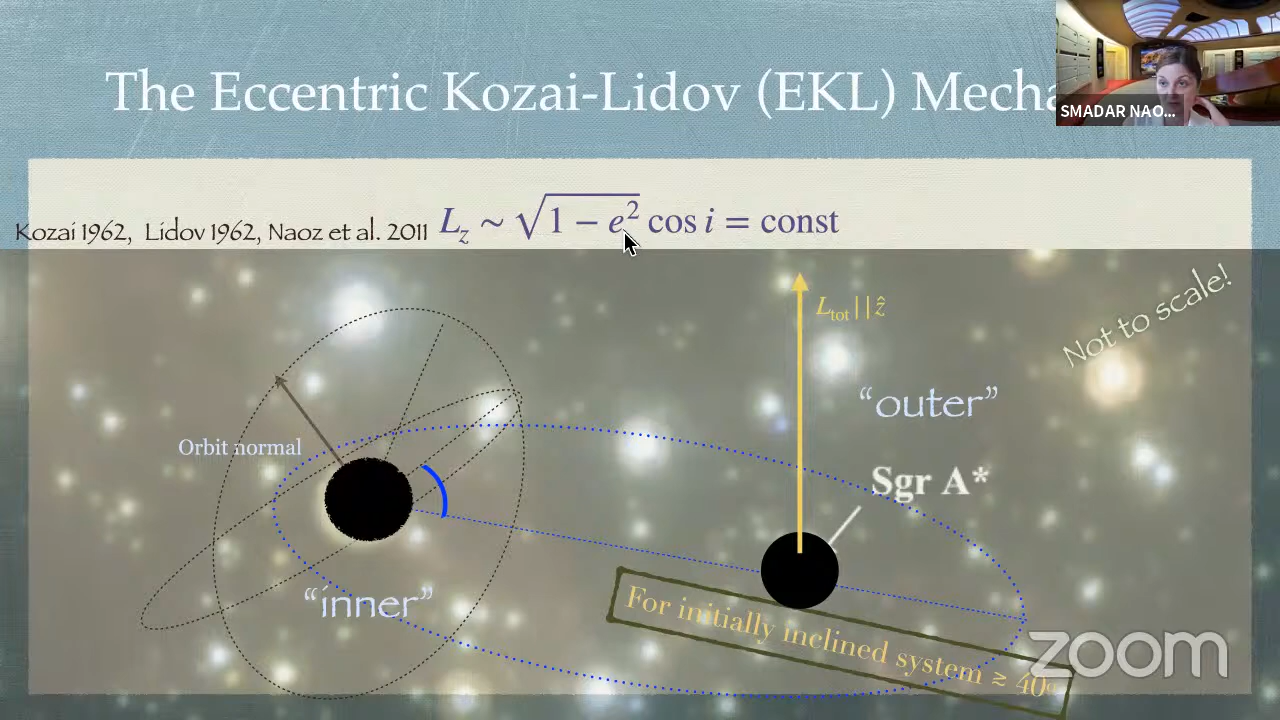 The Eccentric Kozai-Lidov (EKL) Mecha
SMADAR NAO...
Kozai 1962, Lidov 1962, Naoz et al. 2011
L_z ~ √(1 − e²) cos i = const
Not to scale!
L_tot || ẑ
"outer"
Orbit normal
Sgr A*
"inner"
For initially inclined system ≳ 40°
zoom